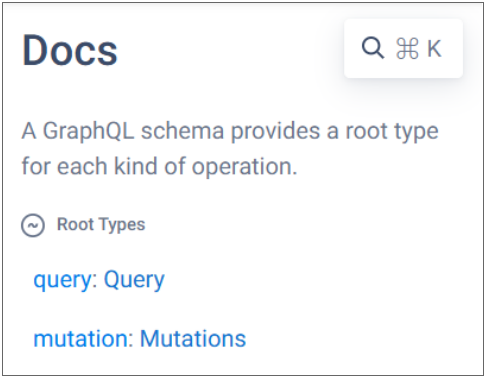 Docs
⌘ K
A GraphQL schema provides a root type
for each kind of operation.
Root Types
query: Query
mutation: Mutations